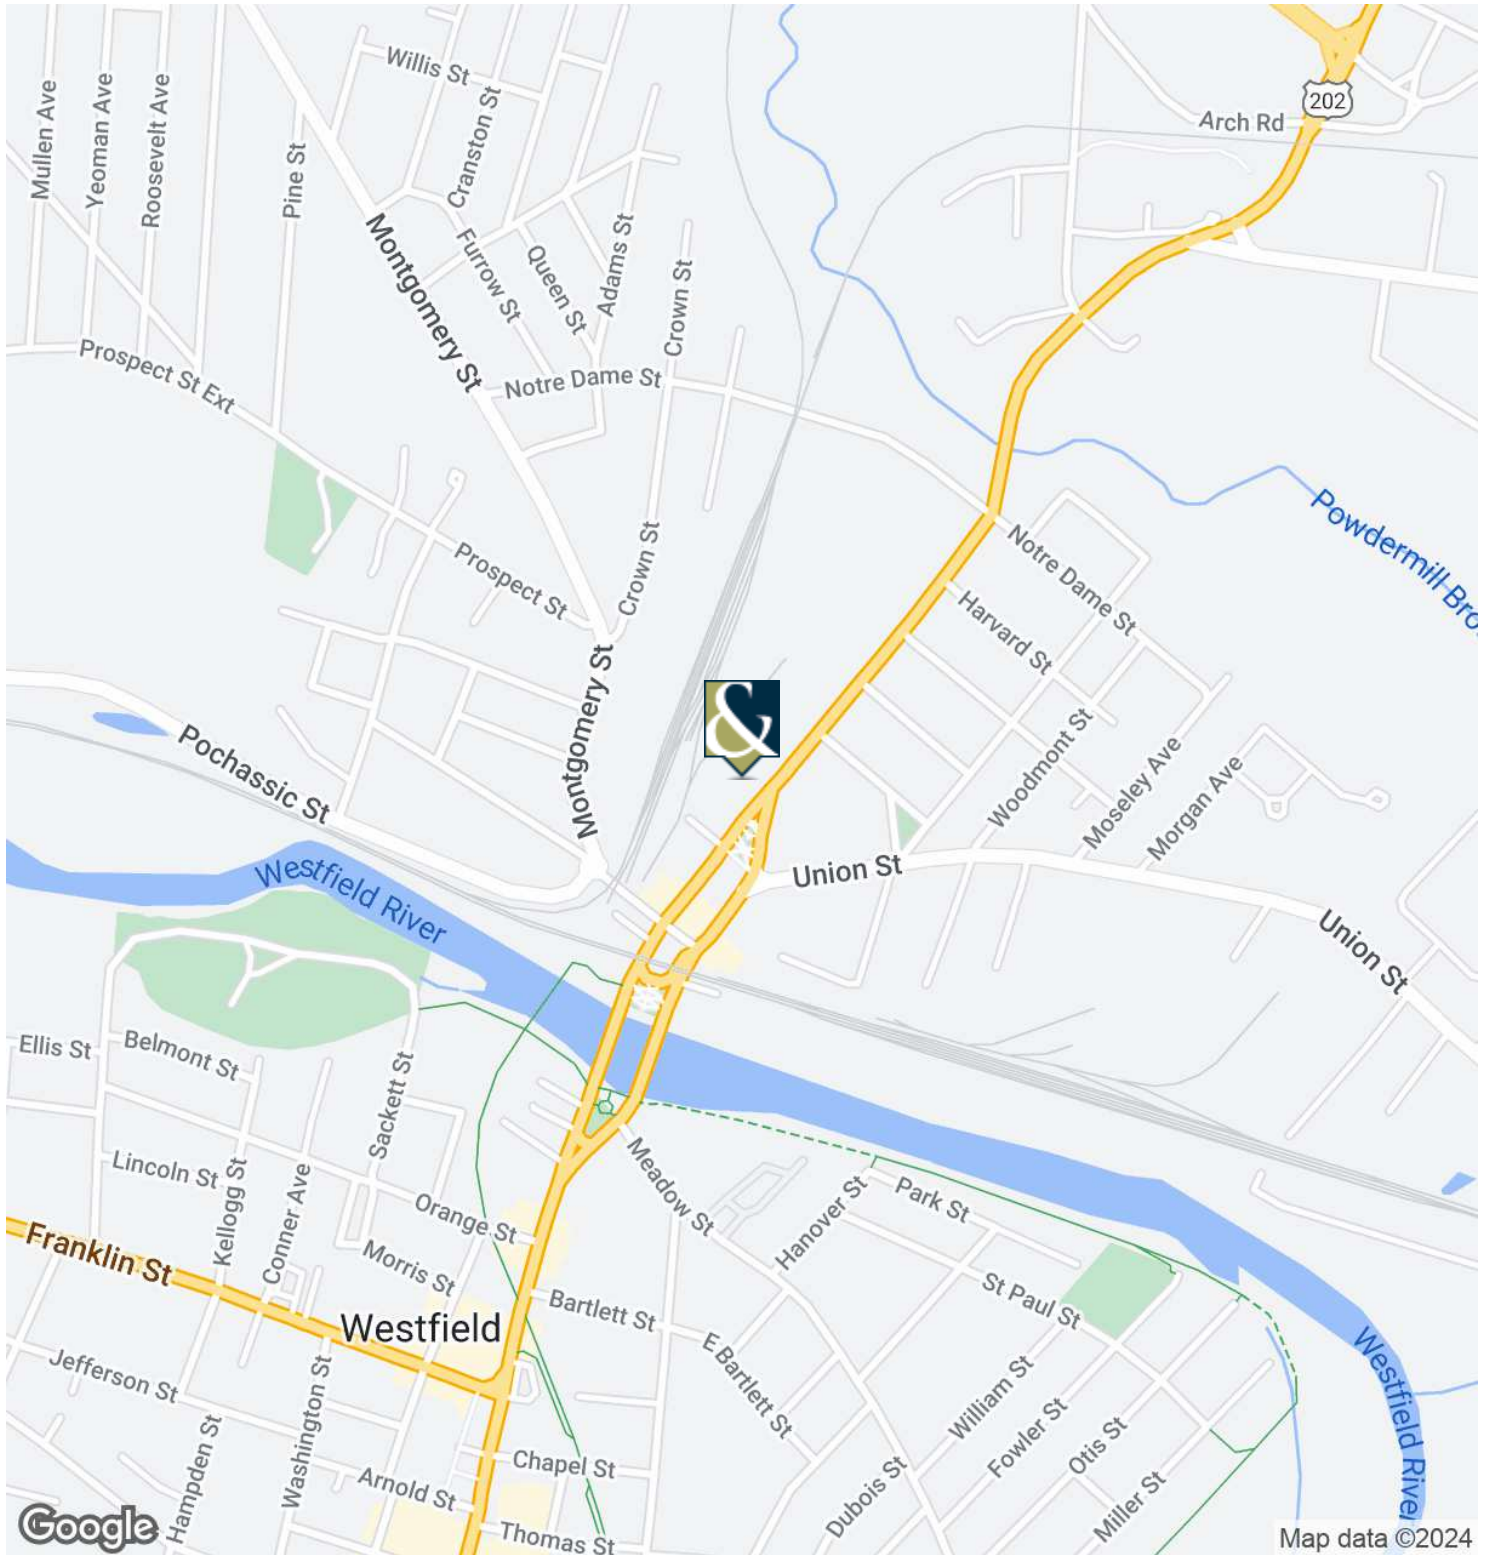 Willis St
202
Arch Rd
Mullen Ave
Yeoman Ave
Roosevelt Ave
Pine St
Cranston St
Montgomery St
Furrow St
Queen St
Adams St
Crown St
Prospect St Ext
Notre Dame St
Powdermill Bro
Prospect St
Crown St
Notre Dame St
Harvard St
Montgomery St
&
Pochassic St
Woodmont St
Moseley Ave
Morgan Ave
Union St
Westfield River
Union St
Ellis St
Belmont St
Sackett St
Lincoln St
Kellogg St
Conner Ave
Orange St
Meadow St
Hanover St
Park St
Franklin St
Morris St
Bartlett St
St Paul St
Westfield
E Bartlett St
Westfield River
Jefferson St
Washington St
William St
Fowler St
Otis St
Hampden St
Arnold St
Chapel St
Dubois St
Miller St
Thomas St
Google
Map data ©2024